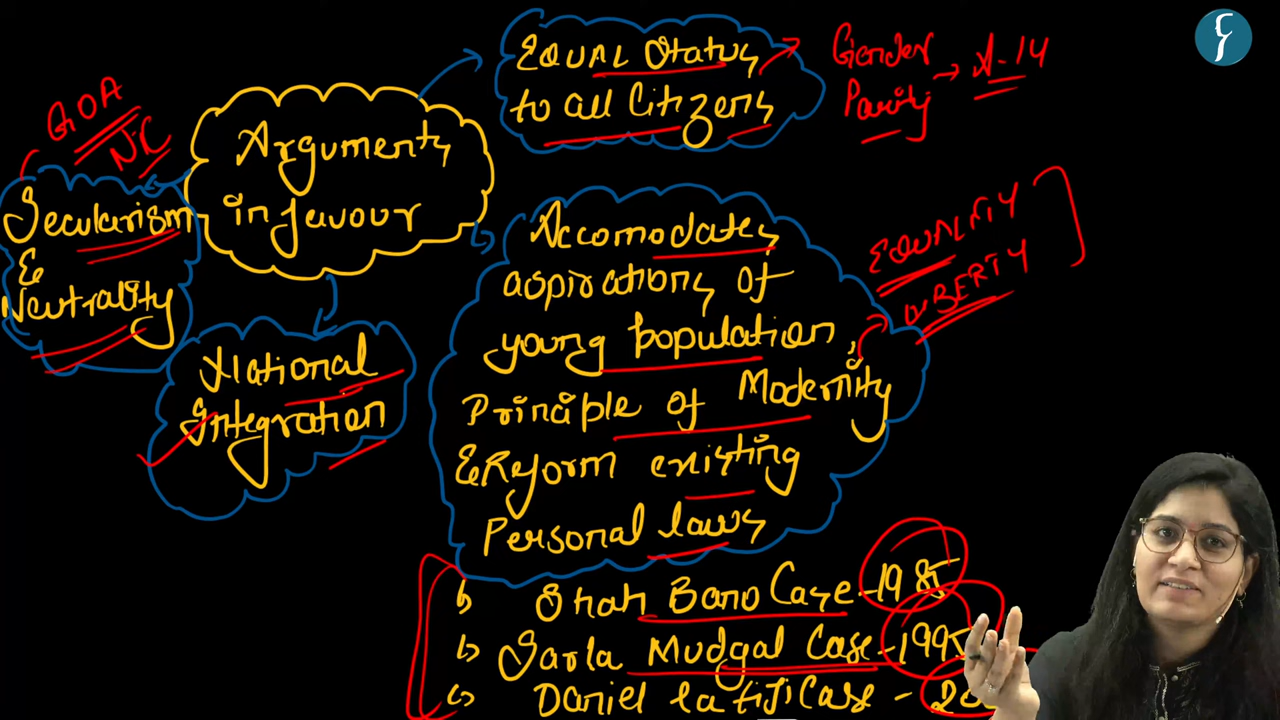 Arguments
in favour
EQUAL Status
to all Citizens
Gender
Parity → A-14
GOA
Secularism
&
Neutrality
National
Integration
Accomodates
aspirations of
young population,
Principle of Modernity
& Reform existing
Personal laws
EQUALITY
LIBERTY
Shah Bano Case - 1985
Sarla Mudgal Case - 1995
Daniel Latifi Case - 20